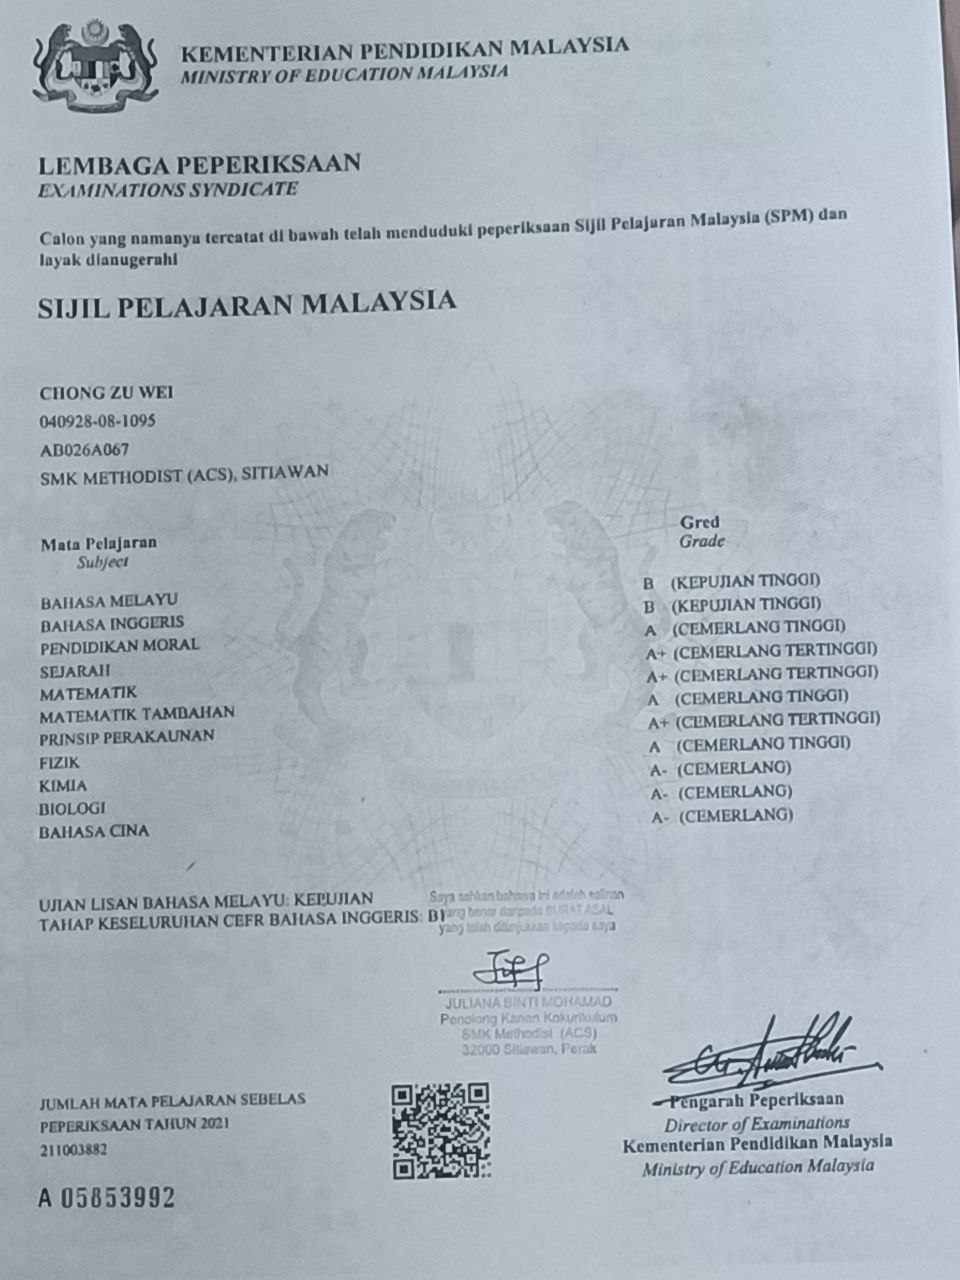 KEMENTERIAN PENDIDIKAN MALAYSIA
MINISTRY OF EDUCATION MALAYSIA
LEMBAGA PEPERIKSAAN
EXAMINATIONS SYNDICATE
Calon yang namanya tercatat di bawah telah menduduki peperiksaan Sijil Pelajaran Malaysia (SPM) dan
layak dianugerahi
SIJIL PELAJARAN MALAYSIA
CHONG ZU WEI
040928-08-1095
AB026A067
SMK METHODIST (ACS), SITIAWAN
Mata Pelajaran Gred
Subject Grade
BAHASA MELAYU B (KEPUJIAN TINGGI)
BAHASA INGGERIS B (KEPUJIAN TINGGI)
PENDIDIKAN MORAL A (CEMERLANG TINGGI)
SEJARAH A+ (CEMERLANG TERTINGGI)
MATEMATIK A+ (CEMERLANG TERTINGGI)
MATEMATIK TAMBAHAN A (CEMERLANG TINGGI)
PRINSIP PERAKAUNAN A+ (CEMERLANG TERTINGGI)
FIZIK A (CEMERLANG TINGGI)
KIMIA A- (CEMERLANG)
BIOLOGI A- (CEMERLANG)
BAHASA CINA A- (CEMERLANG)
UJIAN LISAN BAHASA MELAYU: KEPUJIAN
TAHAP KESELURUHAN CEFR BAHASA INGGERIS: B1
Saya sahkan bahawa ini adalah salinan
yang benar daripada SURAT ASAL
yang telah ditunjukkan kepada saya
JULIANA BINTI MOHAMAD
Penolong Kanan Kokurikulum
SMK Methodist (ACS)
32000 Sitiawan, Perak
Pengarah Peperiksaan
Director of Examinations
Kementerian Pendidikan Malaysia
Ministry of Education Malaysia
JUMLAH MATA PELAJARAN SEBELAS
PEPERIKSAAN TAHUN 2021
211003882
A 05853992